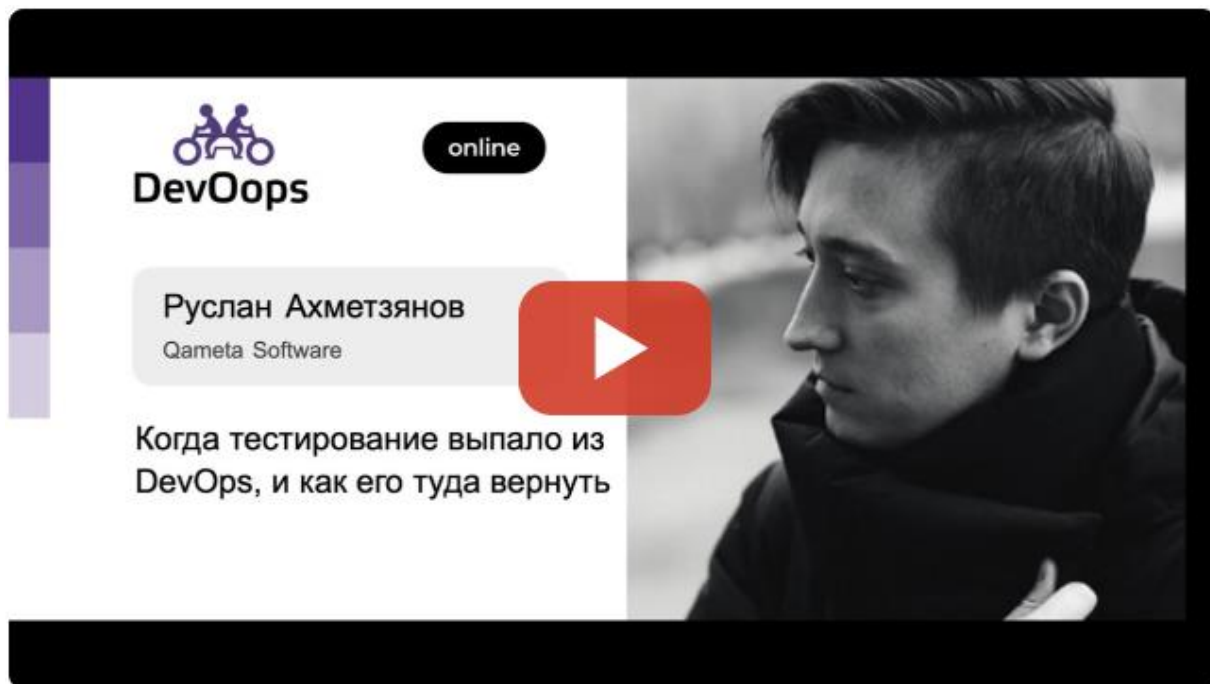 DevOops
online
Руслан Ахметзянов
Qameta Software
Когда тестирование выпало из
DevOps, и как его туда вернуть